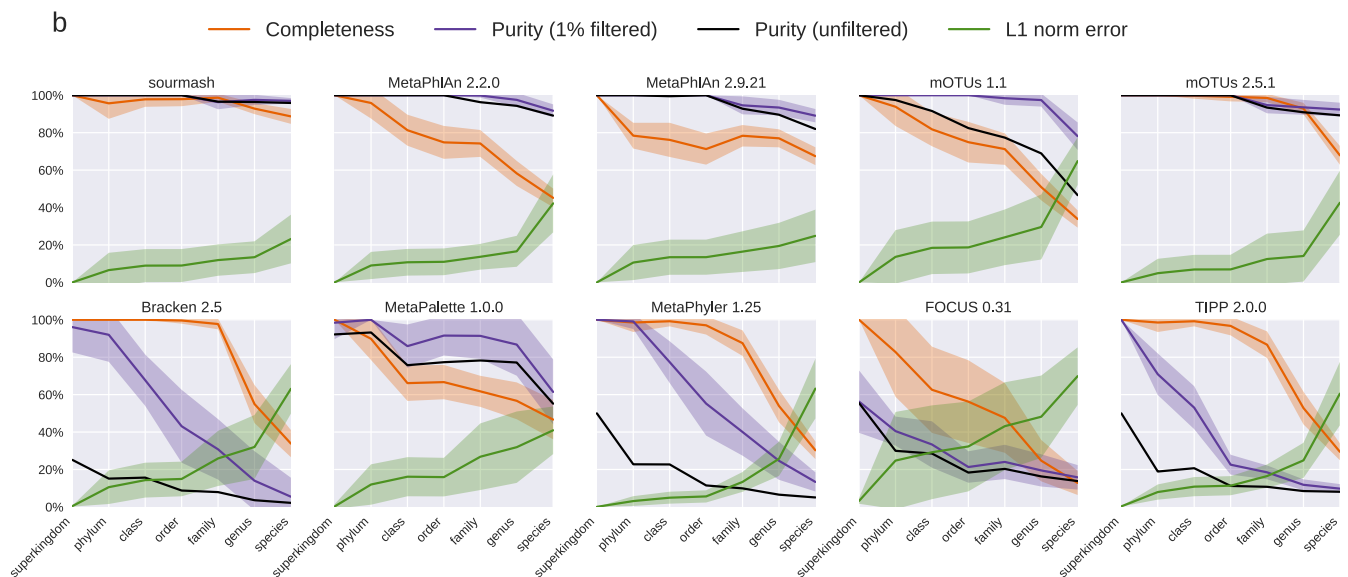 b
Completeness Purity (1% filtered) Purity (unfiltered) L1 norm error
sourmash MetaPhlAn 2.2.0 MetaPhlAn 2.9.21 mOTUs 1.1 mOTUs 2.5.1
100%
80%
60%
40%
20%
0%
Bracken 2.5 MetaPalette 1.0.0 MetaPhyler 1.25 FOCUS 0.31 TIPP 2.0.0
100%
80%
60%
40%
20%
0%
superkingdom phylum class order family genus species superkingdom phylum class order family genus species superkingdom phylum class order family genus species superkingdom phylum class order family genus species superkingdom phylum class order family genus species